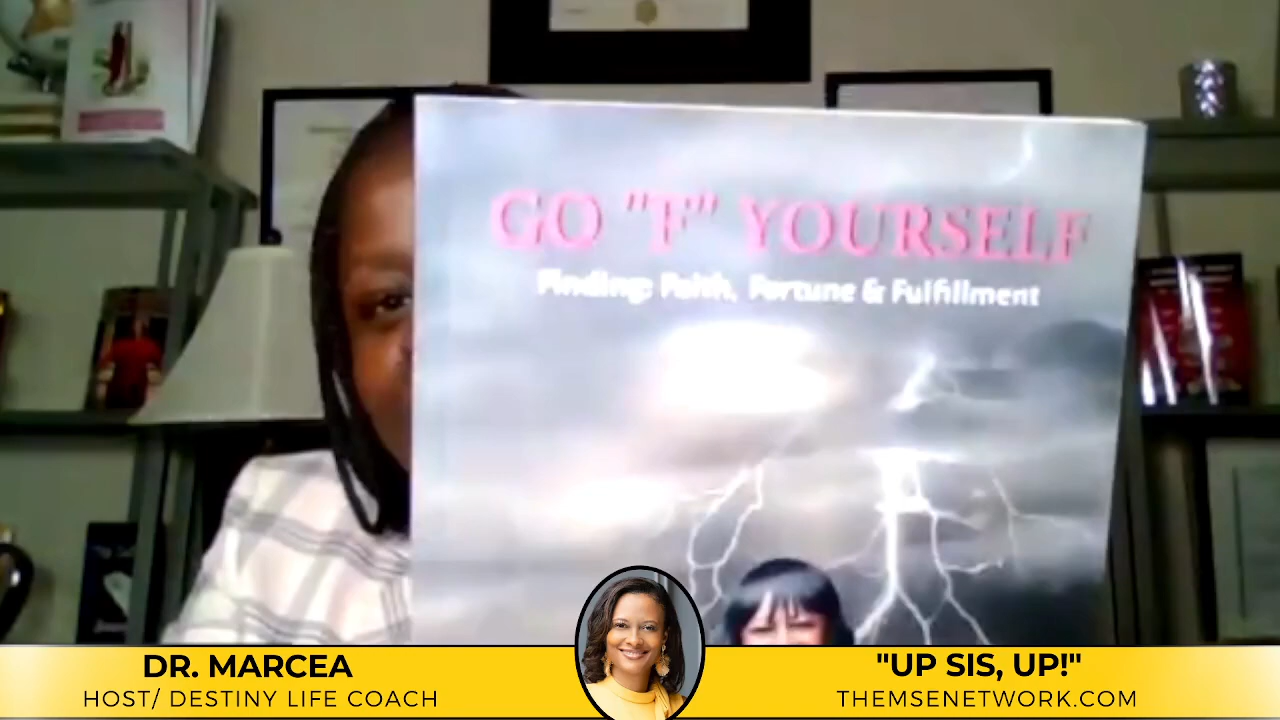 GO "F" YOURSELF
Finding: Faith, Fortune & Fulfillment
DR. MARCEA
HOST/ DESTINY LIFE COACH
"UP SIS, UP!"
THEMSENETWORK.COM